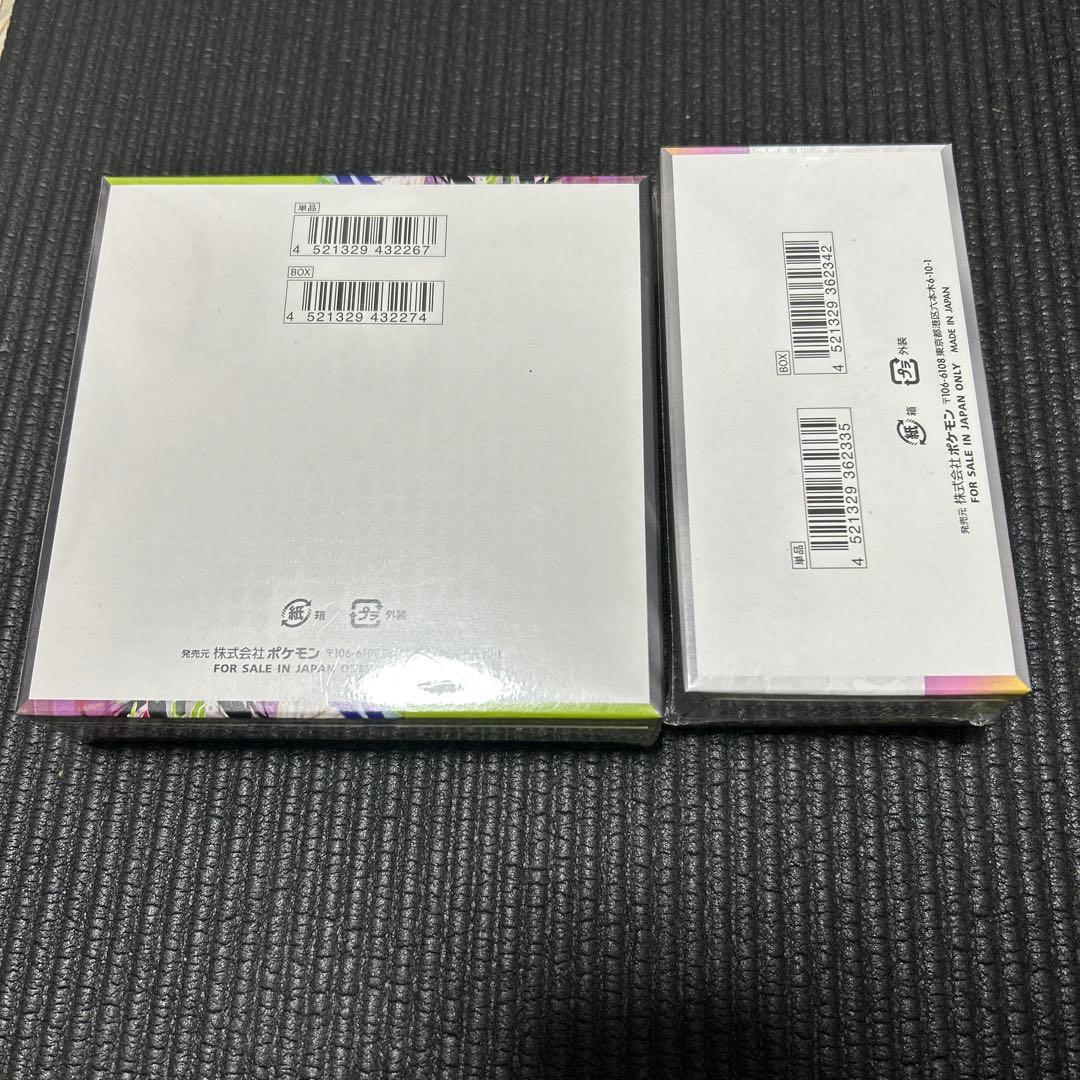 単品
4 521329 432267
BOX
4 521329 432274
紙 箱 プラ 外装
発売元 株式会社ポケモン 〒106-6108
FOR SALE IN JAPAN
BOX
4 521329 362342
単品
4 521329 362335
プラ 外装
紙 箱
発売元 株式会社ポケモン 〒106-6108 東京都港区六本木6-10-1
FOR SALE IN JAPAN ONLY MADE IN JAPAN